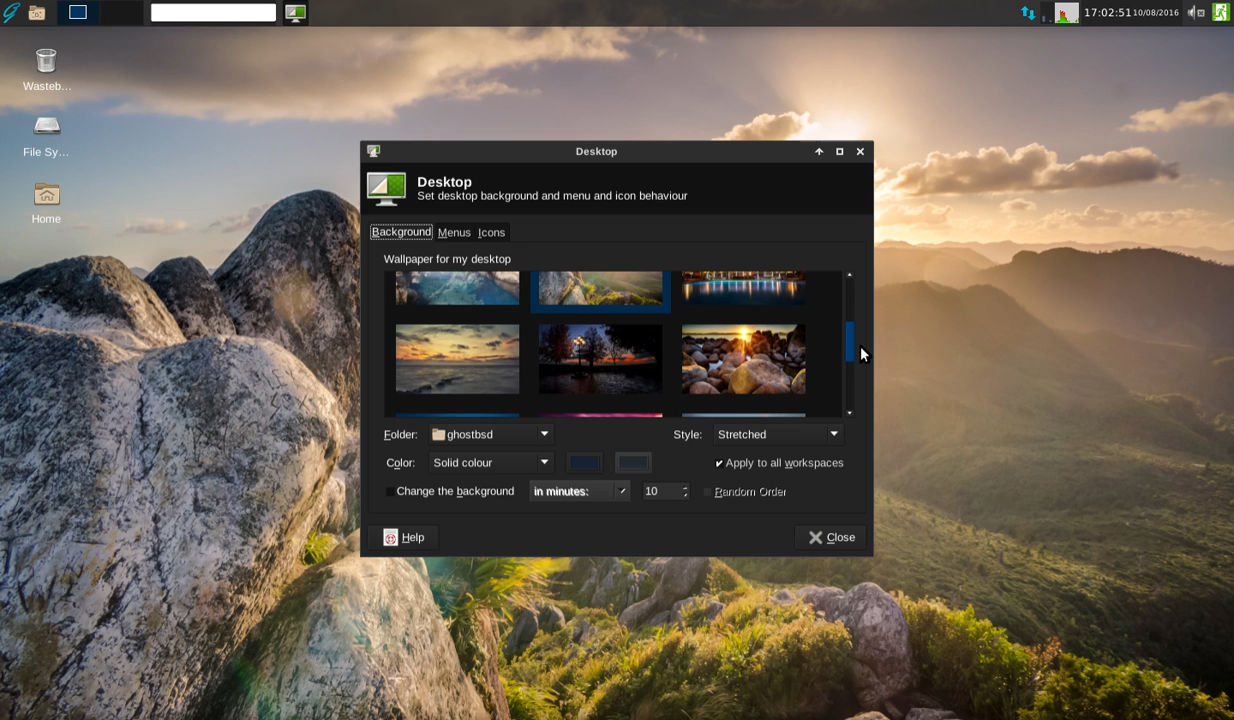 17:02:51 10/08/2016
Wasteb...
File Sy...
Home
Desktop
Desktop
Set desktop background and menu and icon behaviour
Background Menus Icons
Wallpaper for my desktop
Folder: ghostbsd Style: Stretched
Color: Solid colour Apply to all workspaces
Change the background in minutes: 10 Random Order
Help Close